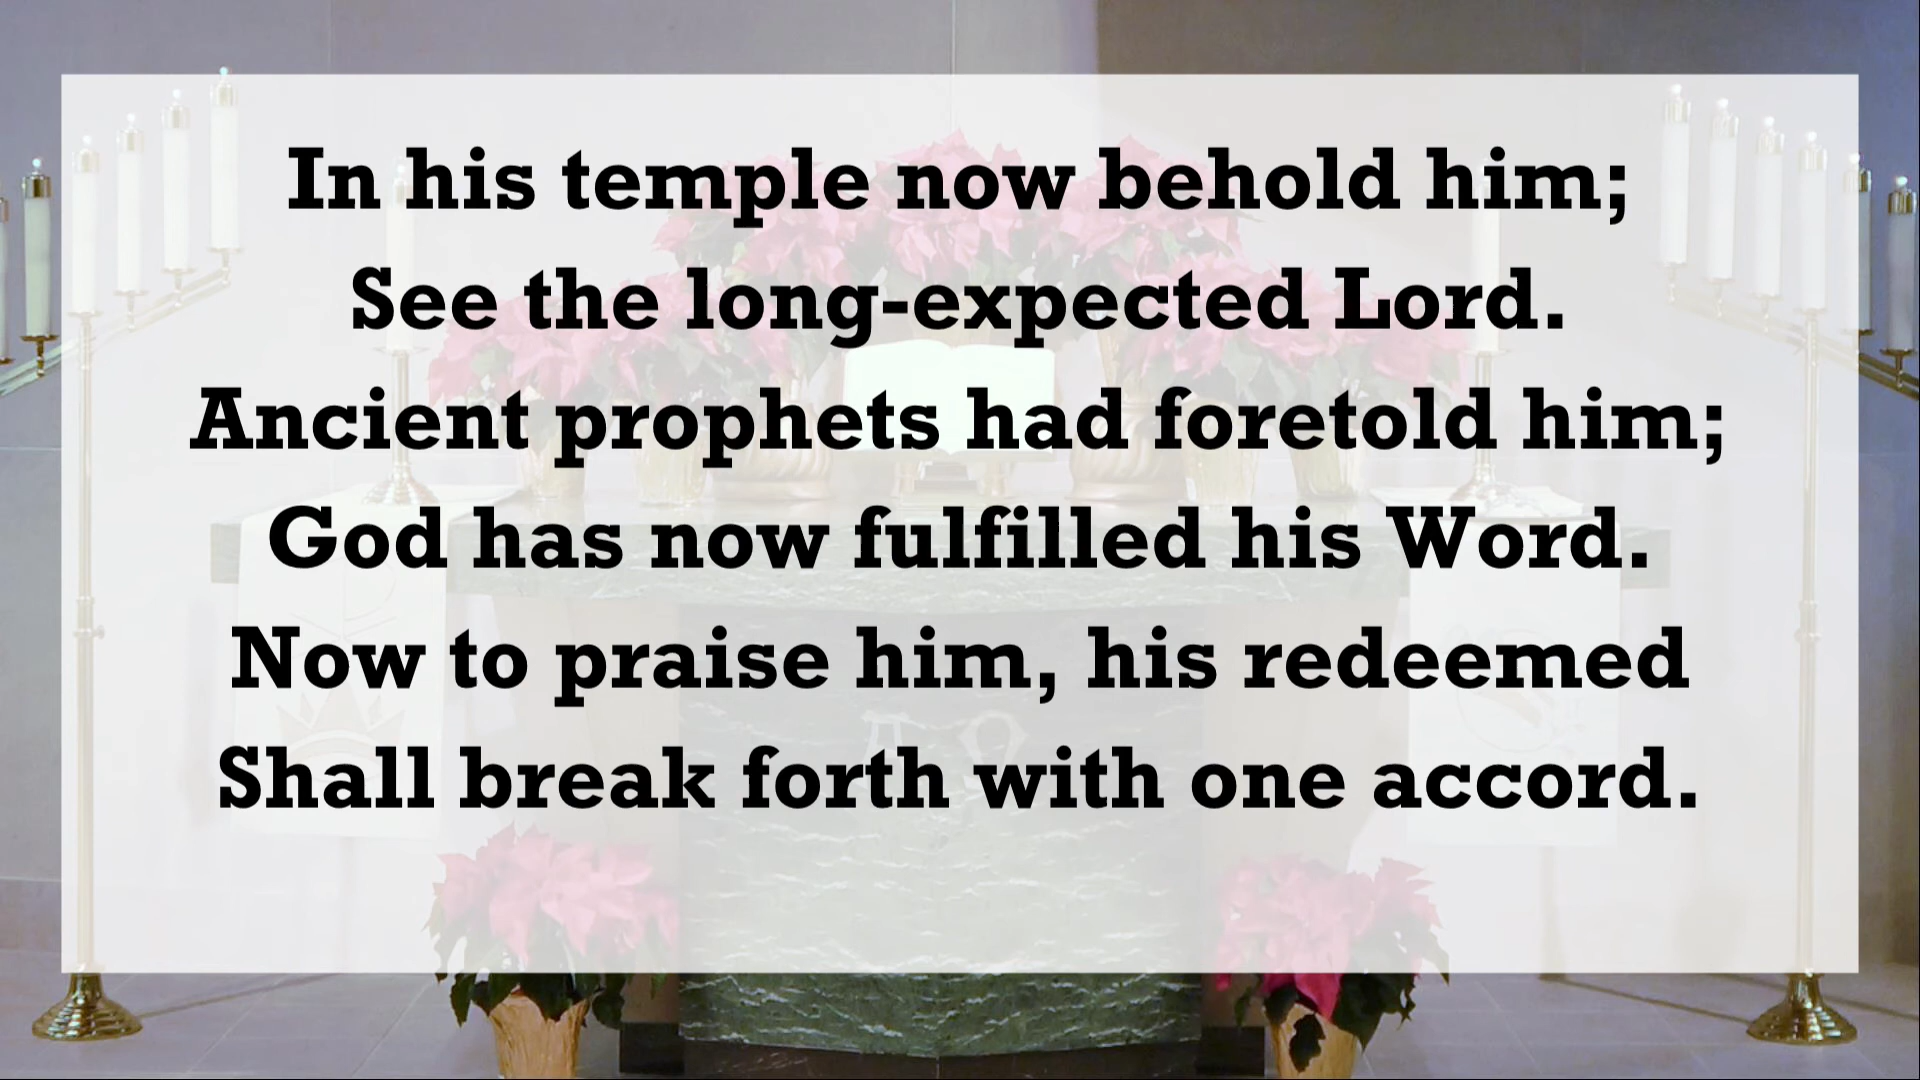 In his temple now behold him;
See the long-expected Lord.
Ancient prophets had foretold him;
God has now fulfilled his Word.
Now to praise him, his redeemed
Shall break forth with one accord.
Α Ω